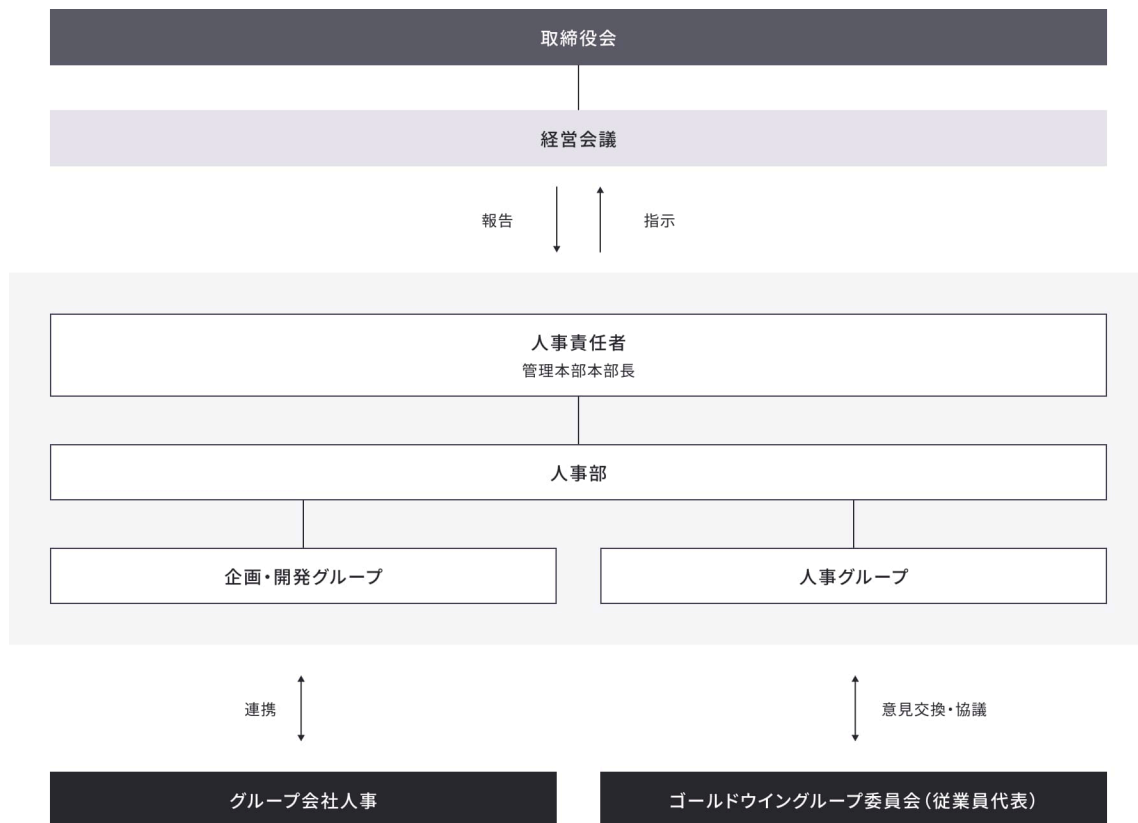 取締役会
経営会議
報告
指示
人事責任者
管理本部本部長
人事部
企画・開発グループ
人事グループ
連携
意見交換・協議
グループ会社人事
ゴールドウイングループ委員会（従業員代表）